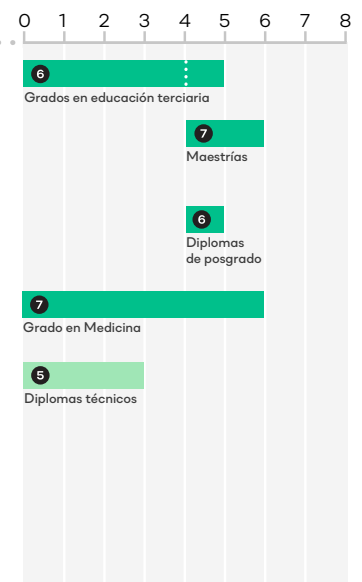 0 1 2 3 4 5 6 7 8
6
Grados en educación terciaria
7
Maestrías
6
Diplomas
de posgrado
7
Grado en Medicina
5
Diplomas técnicos